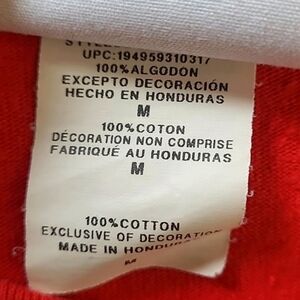 UPC:194959310317
100%ALGODON
EXCEPTO DECORACIÓN
HECHO EN HONDURAS
M
100%COTON
DÉCORATION NON COMPRISE
FABRIQUÉ AU HONDURAS
M
100%COTTON
EXCLUSIVE OF DECORATION
MADE IN HONDURAS
M